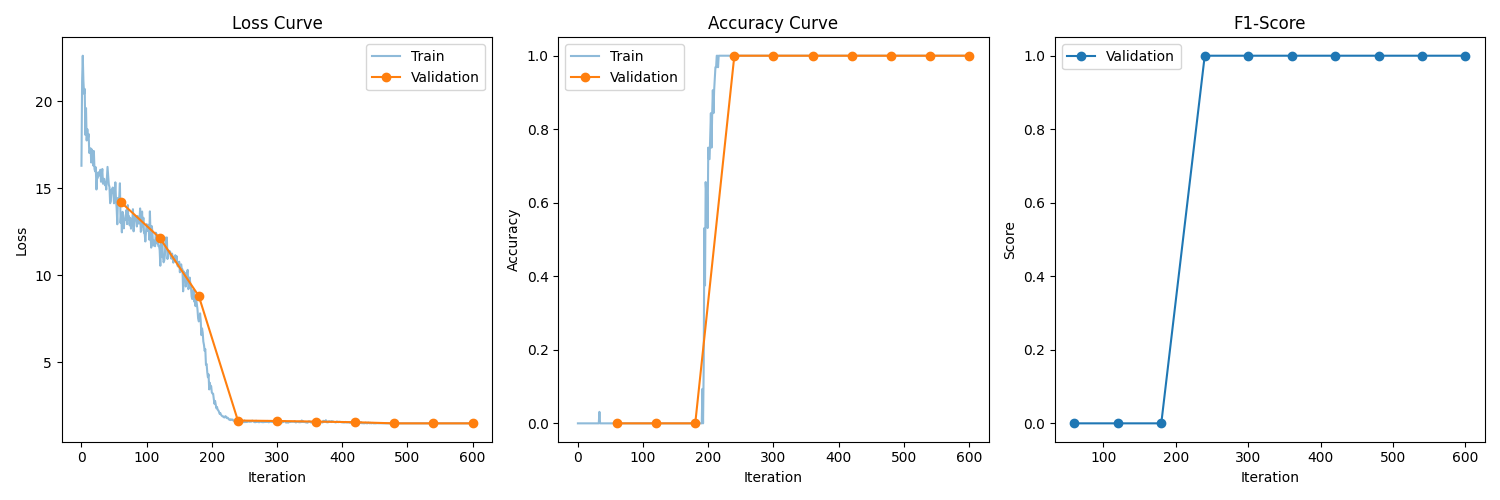 Loss Curve
Train
Validation
20
15
10
5
Loss
0 100 200 300 400 500 600
Iteration
Accuracy Curve
Train
Validation
1.0
0.8
0.6
0.4
0.2
0.0
Accuracy
0 100 200 300 400 500 600
Iteration
F1-Score
Validation
1.0
0.8
0.6
0.4
0.2
0.0
Score
100 200 300 400 500 600
Iteration